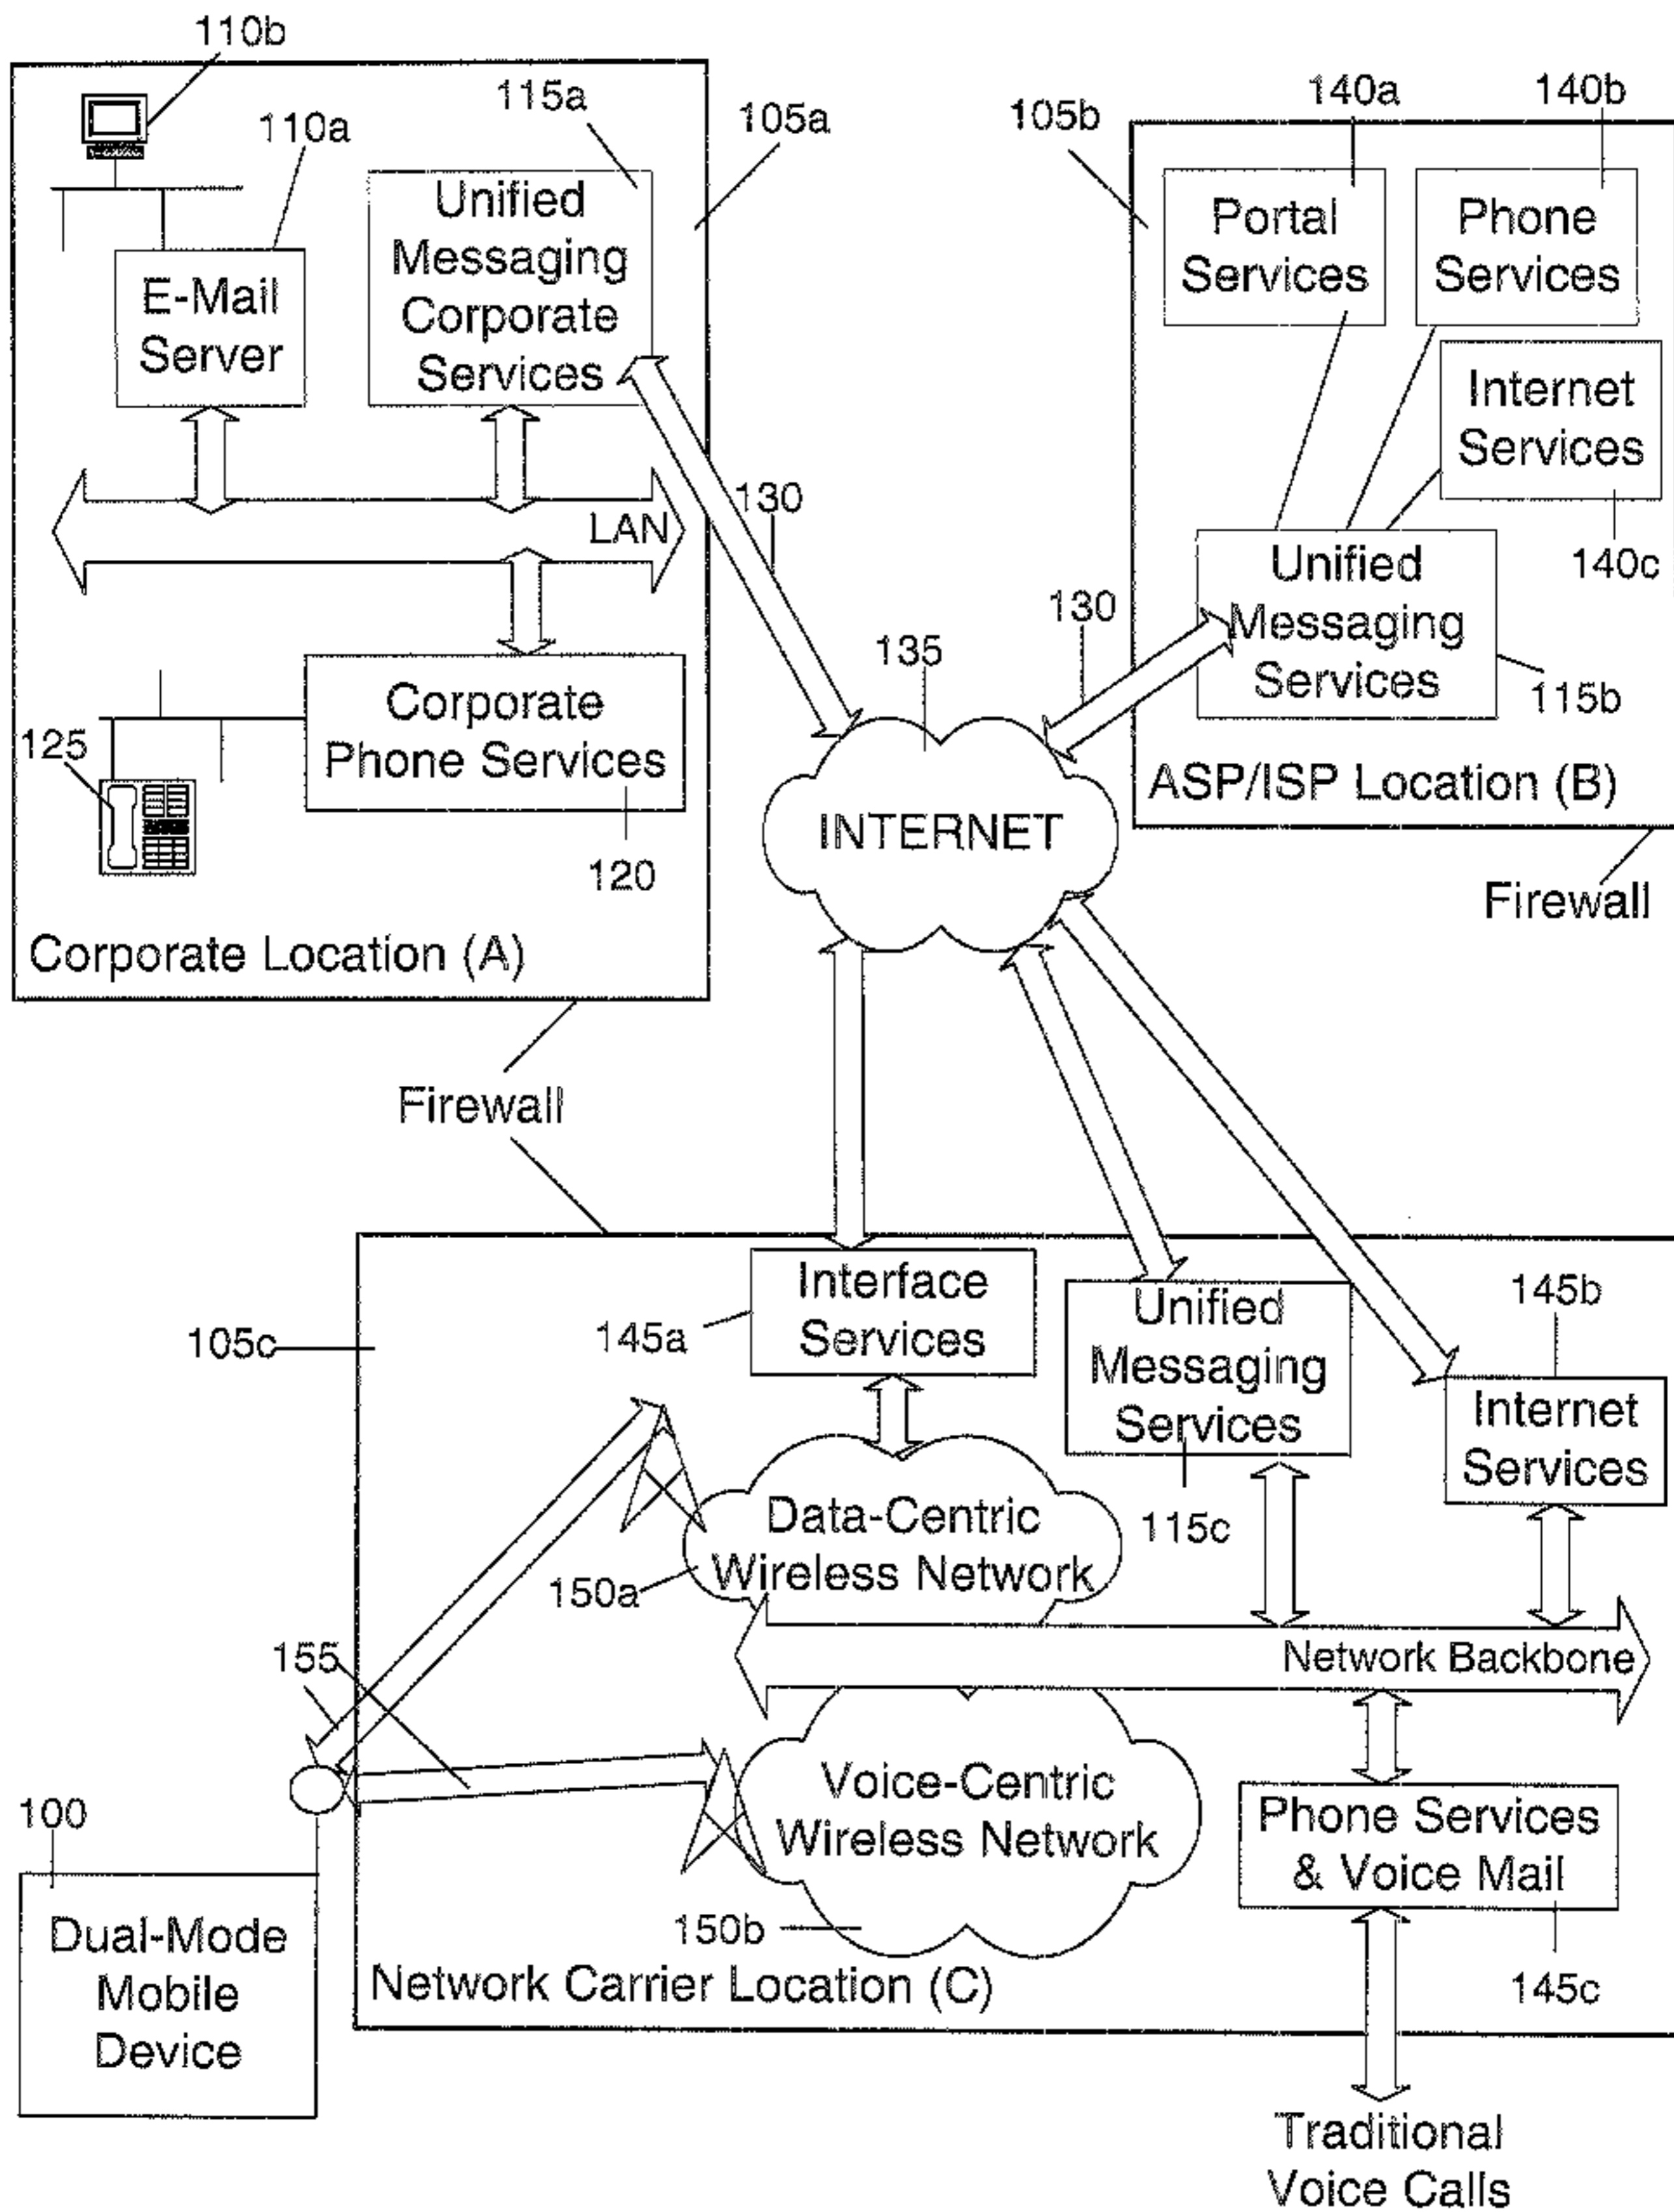 110b
115a
110a
105a
Unified
Messaging
Corporate
Services
E-Mail
Server
LAN
130
Corporate
Phone Services
125
120
Corporate Location (A)
Firewall
105b
140a
140b
Portal
Services
Phone
Services
Internet
Services
140c
Unified
Messaging
Services
130
115b
ASP/ISP Location (B)
Firewall
135
INTERNET
105c
145a
Interface
Services
Unified
Messaging
Services
115c
145b
Internet
Services
Data-Centric
Wireless Network
150a
155
Network Backbone
Voice-Centric
Wireless Network
150b
Phone Services
& Voice Mail
145c
Network Carrier Location (C)
100
Dual-Mode
Mobile
Device
Traditional
Voice Calls